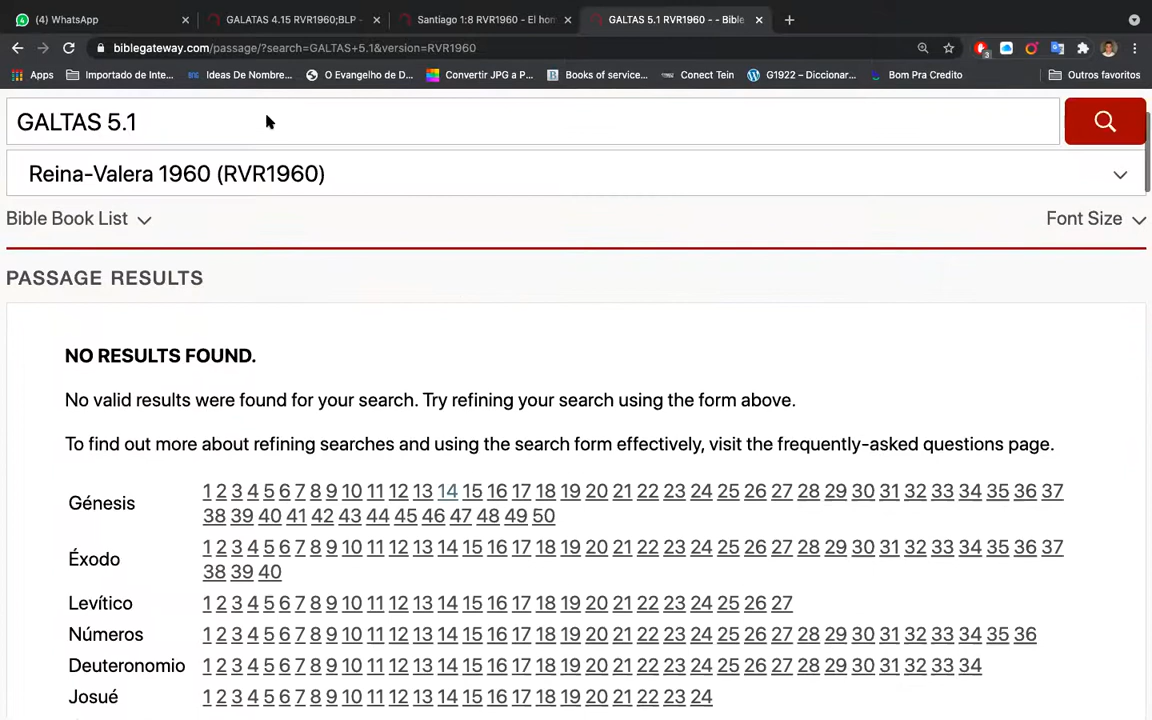 (4) WhatsApp
GALATAS 4.15 RVR1960;BLP -
Santiago 1:8 RVR1960 - El hom
GALTAS 5.1 RVR1960 - - Bible
biblegateway.com/passage/?search=GALTAS+5.1&version=RVR1960
3
Apps
Importado de Inte...
Ideas De Nombre...
O Evangelho de D...
Convertir JPG a P...
Books of service...
Conect Tein
G1922 – Diccionar...
Bom Pra Credito
Outros favoritos
GALTAS 5.1
Reina-Valera 1960 (RVR1960)
Bible Book List
Font Size
PASSAGE RESULTS
NO RESULTS FOUND.
No valid results were found for your search. Try refining your search using the form above.
To find out more about refining searches and using the search form effectively, visit the frequently-asked questions page.
Génesis 1 2 3 4 5 6 7 8 9 10 11 12 13 14 15 16 17 18 19 20 21 22 23 24 25 26 27 28 29 30 31 32 33 34 35 36 37
38 39 40 41 42 43 44 45 46 47 48 49 50
Éxodo 1 2 3 4 5 6 7 8 9 10 11 12 13 14 15 16 17 18 19 20 21 22 23 24 25 26 27 28 29 30 31 32 33 34 35 36 37
38 39 40
Levítico 1 2 3 4 5 6 7 8 9 10 11 12 13 14 15 16 17 18 19 20 21 22 23 24 25 26 27
Números 1 2 3 4 5 6 7 8 9 10 11 12 13 14 15 16 17 18 19 20 21 22 23 24 25 26 27 28 29 30 31 32 33 34 35 36
Deuteronomio 1 2 3 4 5 6 7 8 9 10 11 12 13 14 15 16 17 18 19 20 21 22 23 24 25 26 27 28 29 30 31 32 33 34
Josué 1 2 3 4 5 6 7 8 9 10 11 12 13 14 15 16 17 18 19 20 21 22 23 24